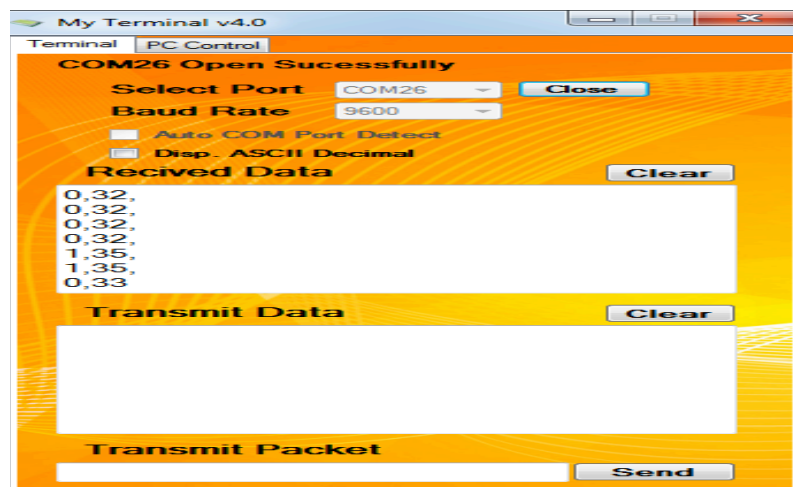 My Terminal v4.0
Terminal PC Control
COM26 Open Sucessfully
Select Port COM26 Close
Baud Rate 9600
Auto COM Port Detect
Disp. ASCII Decimal
Recived Data Clear
0,32,
0,32,
0,32,
0,32,
1,35,
1,35,
0,33
Transmit Data Clear
Transmit Packet
Send